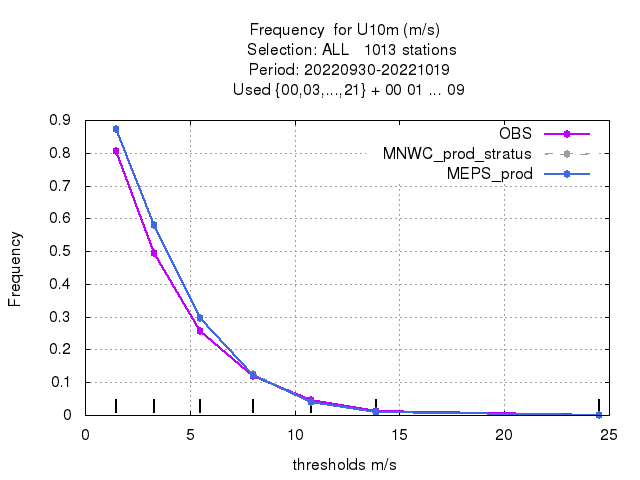 Frequency  for U10m (m/s)
Selection: ALL   1013 stations
Period: 20220930-20221019
Used {00,03,...,21} + 00 01 ... 09
OBS
MNWC_prod_stratus
MEPS_prod
Frequency
0.9
0.8
0.7
0.6
0.5
0.4
0.3
0.2
0.1
0
0 5 10 15 20 25
thresholds m/s